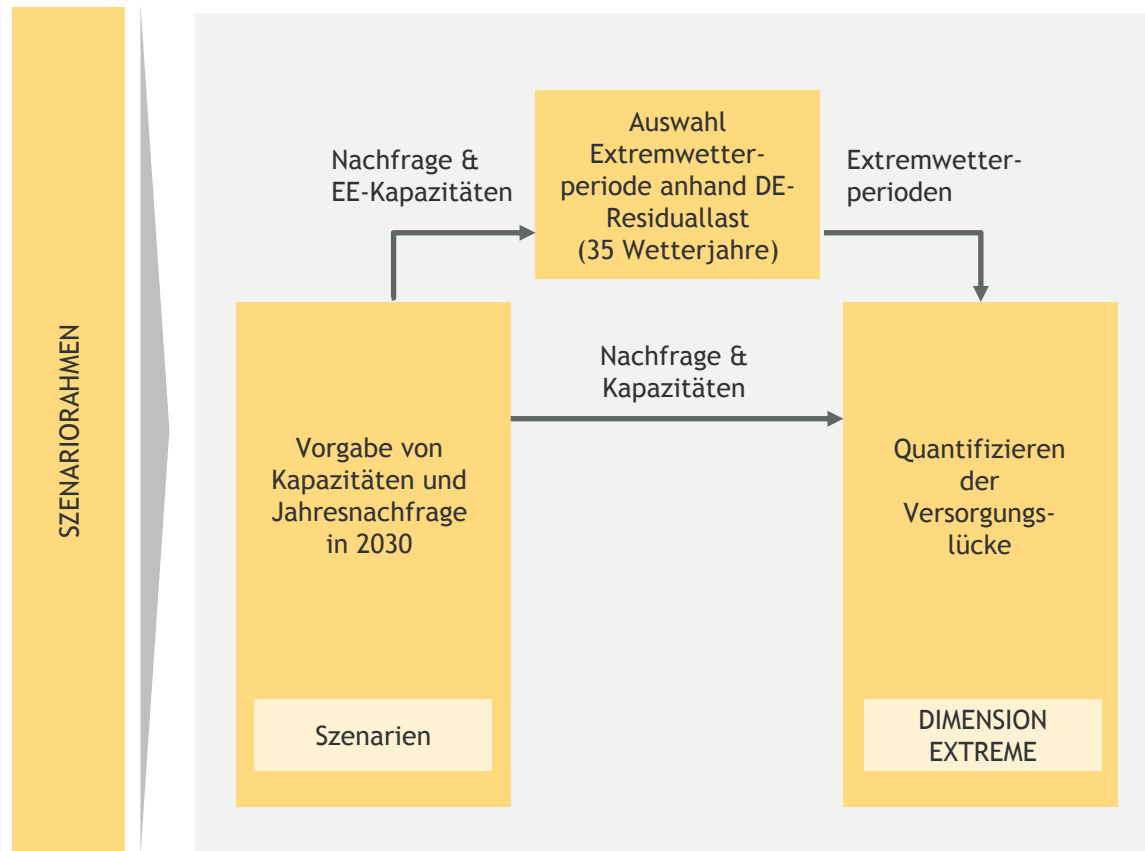 SZENARIORAHMEN
Nachfrage &
EE-Kapazitäten
Auswahl
Extremwetter-
periode anhand DE-
Residuallast
(35 Wetterjahre)
Extremwetter-
perioden
Nachfrage &
Kapazitäten
Vorgabe von
Kapazitäten und
Jahresnachfrage
in 2030
Szenarien
Quantifizieren
der
Versorgungs-
lücke
DIMENSION
EXTREME